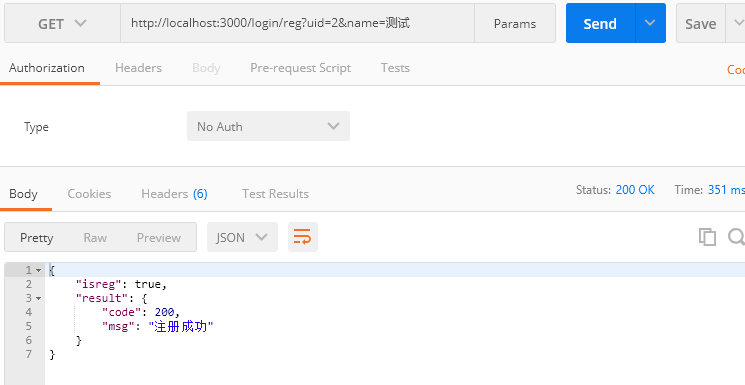 GET http://localhost:3000/login/reg?uid=2&name=测试 Params Send Save
Authorization Headers Body Pre-request Script Tests Coo
Type No Auth
Body Cookies Headers (6) Test Results Status: 200 OK Time: 351 ms
Pretty Raw Preview JSON
1 {
2 "isreg": true,
3 "result": {
4 "code": 200,
5 "msg": "注册成功"
6 }
7 }